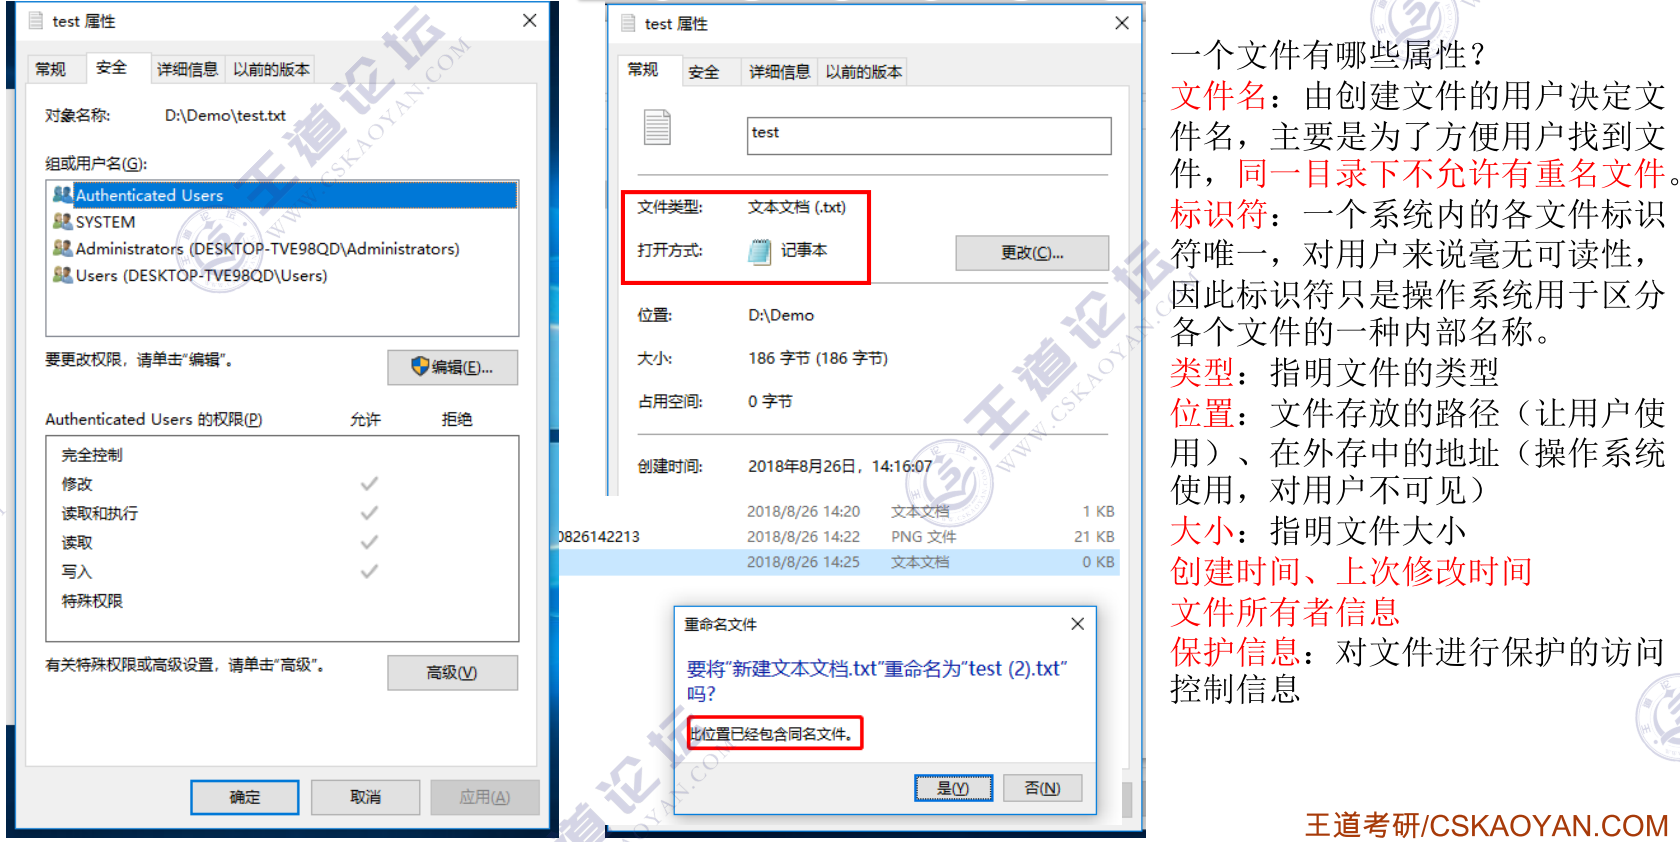 test 属性
常规 安全 详细信息 以前的版本
对象名称: D:\Demo\test.txt
组或用户名(G):
Authenticated Users
SYSTEM
Administrators (DESKTOP-TVE98QD\Administrators)
Users (DESKTOP-TVE98QD\Users)
要更改权限，请单击“编辑”。
编辑(E)...
Authenticated Users 的权限(P) 允许 拒绝
完全控制
修改
读取和执行
读取
写入
特殊权限
有关特殊权限或高级设置，请单击“高级”。
高级(V)
确定 取消 应用(A)
test 属性
常规 安全 详细信息 以前的版本
test
文件类型: 文本文档 (.txt)
打开方式: 记事本
更改(C)...
位置: D:\Demo
大小: 186 字节 (186 字节)
占用空间: 0 字节
创建时间: 2018年8月26日，14:16:07
2018/8/26 14:20 文本文档 1 KB
0826142213 2018/8/26 14:22 PNG 文件 21 KB
2018/8/26 14:25 文本文档 0 KB
重命名文件
要将“新建文本文档.txt”重命名为“test (2).txt”
吗?
此位置已经包含同名文件。
是(Y) 否(N)
一个文件有哪些属性？
文件名：由创建文件的用户决定文
件名，主要是为了方便用户找到文
件，同一目录下不允许有重名文件。
标识符：一个系统内的各文件标识
符唯一，对用户来说毫无可读性，
因此标识符只是操作系统用于区分
各个文件的一种内部名称。
类型：指明文件的类型
位置：文件存放的路径（让用户使
用）、在外存中的地址（操作系统
使用，对用户不可见）
大小：指明文件大小
创建时间、上次修改时间
文件所有者信息
保护信息：对文件进行保护的访问
控制信息
王道论坛
WWW.CSKAOYAN.COM
王道论坛
WWW.CSKAOYAN.COM
王道考研/CSKAOYAN.COM